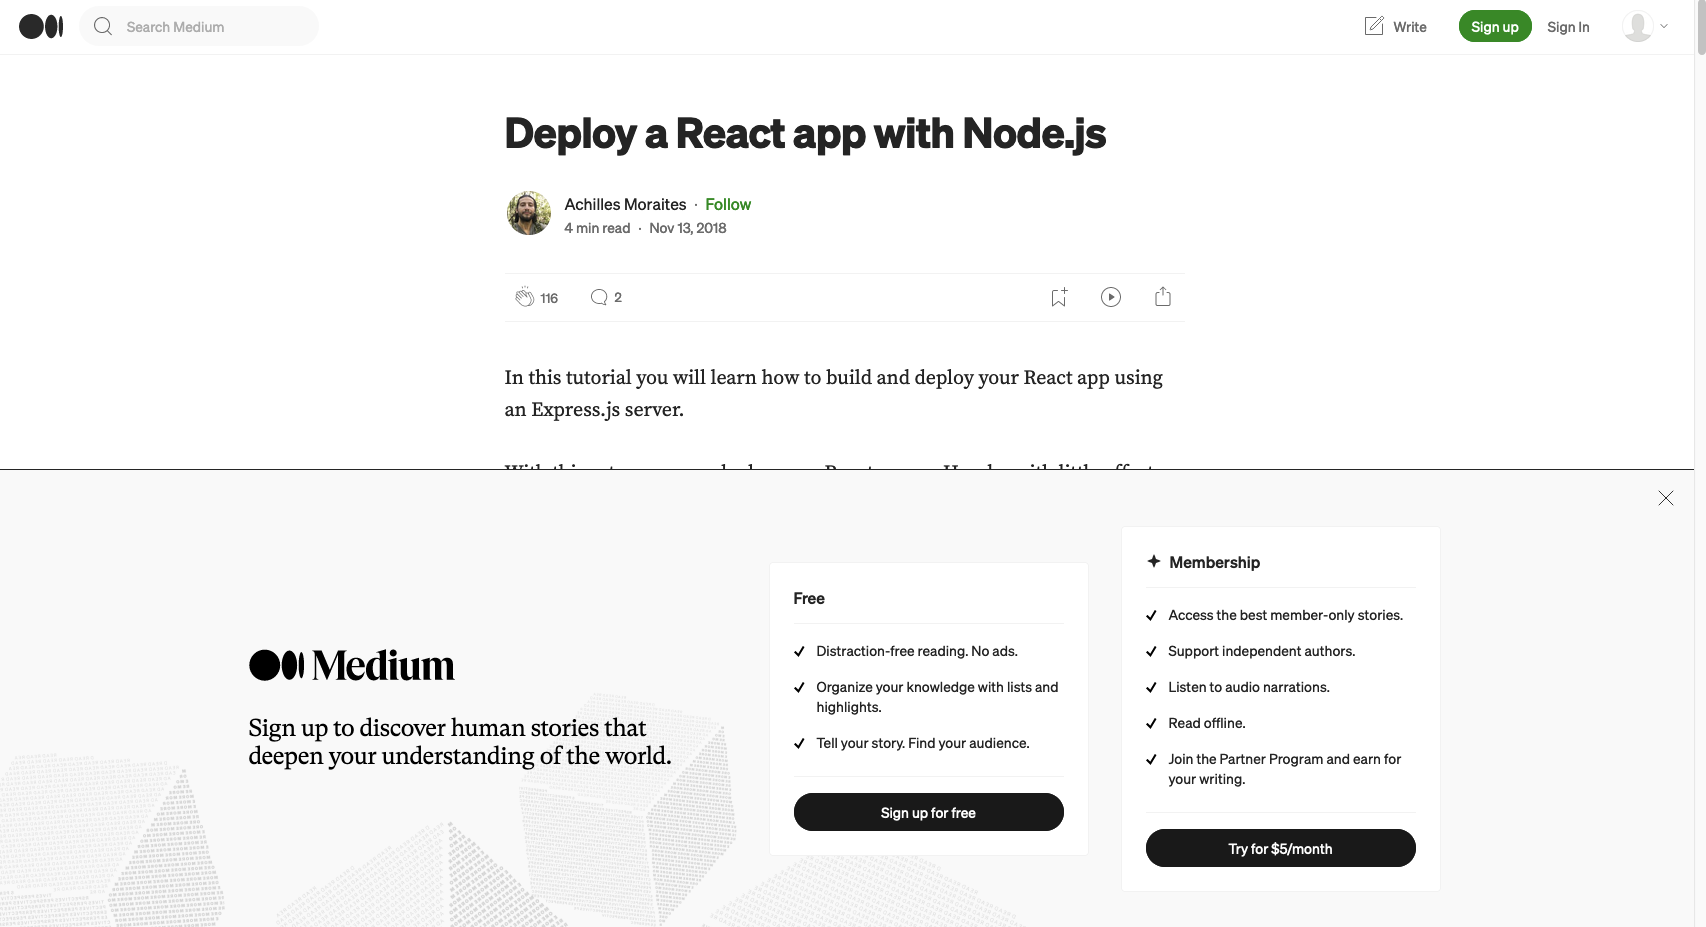 Search Medium
Write
Sign up
Sign In
Deploy a React app with Node.js
Achilles Moraites · Follow
4 min read · Nov 13, 2018
116
2
In this tutorial you will learn how to build and deploy your React app using
an Express.js server.
Medium
Sign up to discover human stories that
deepen your understanding of the world.
Free
Distraction-free reading. No ads.
Organize your knowledge with lists and
highlights.
Tell your story. Find your audience.
Sign up for free
Membership
Access the best member-only stories.
Support independent authors.
Listen to audio narrations.
Read offline.
Join the Partner Program and earn for
your writing.
Try for $5/month